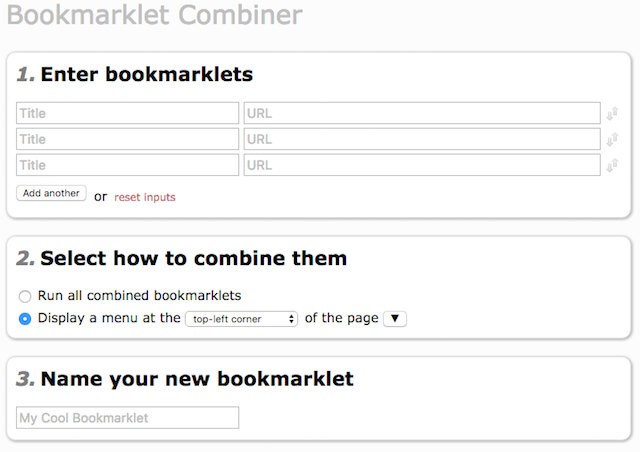 Bookmarklet Combiner
1. Enter bookmarklets
Title URL
Title URL
Title URL
Add another or reset inputs
2. Select how to combine them
Run all combined bookmarklets
Display a menu at the top-left corner of the page ▼
3. Name your new bookmarklet
My Cool Bookmarklet